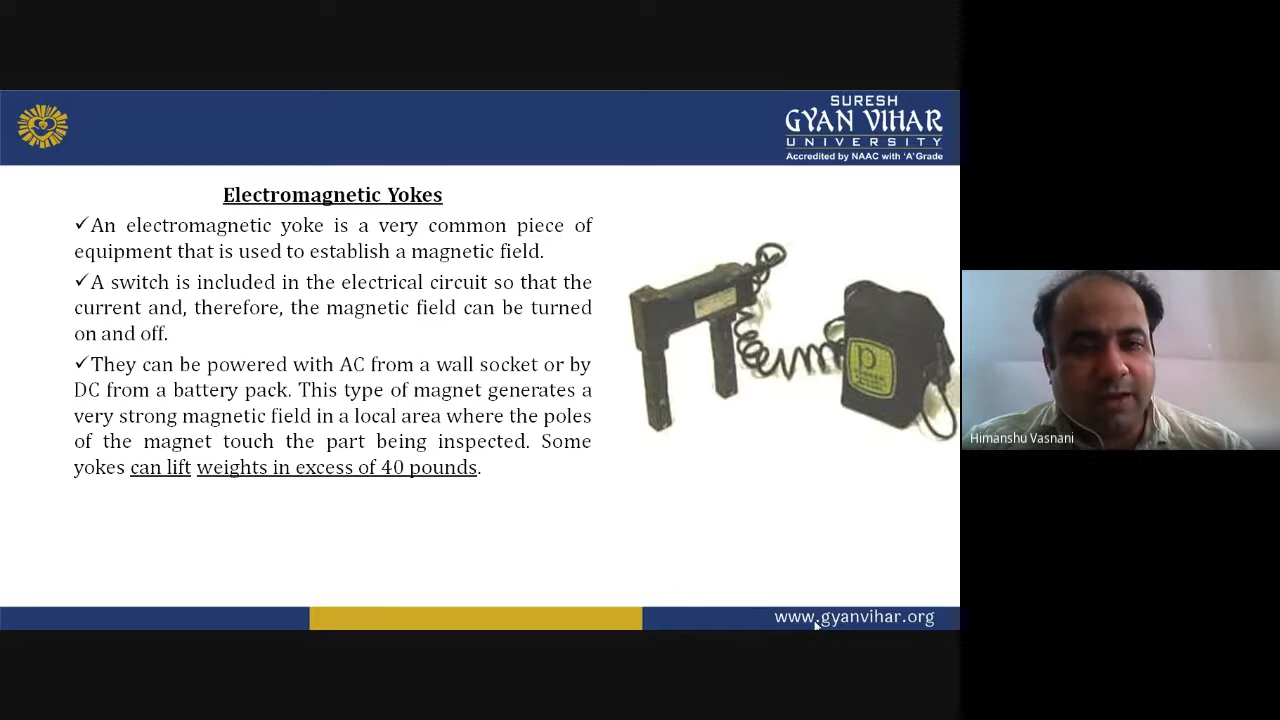 SURESH
GYAN VIHAR
UNIVERSITY
Accredited by NAAC with 'A' Grade
Electromagnetic Yokes
✓An electromagnetic yoke is a very common piece of
equipment that is used to establish a magnetic field.
✓A switch is included in the electrical circuit so that the
current and, therefore, the magnetic field can be turned
on and off.
✓They can be powered with AC from a wall socket or by
DC from a battery pack. This type of magnet generates a
very strong magnetic field in a local area where the poles
of the magnet touch the part being inspected. Some
yokes can lift weights in excess of 40 pounds.
Himanshu Vasnani
www.gyanvihar.org